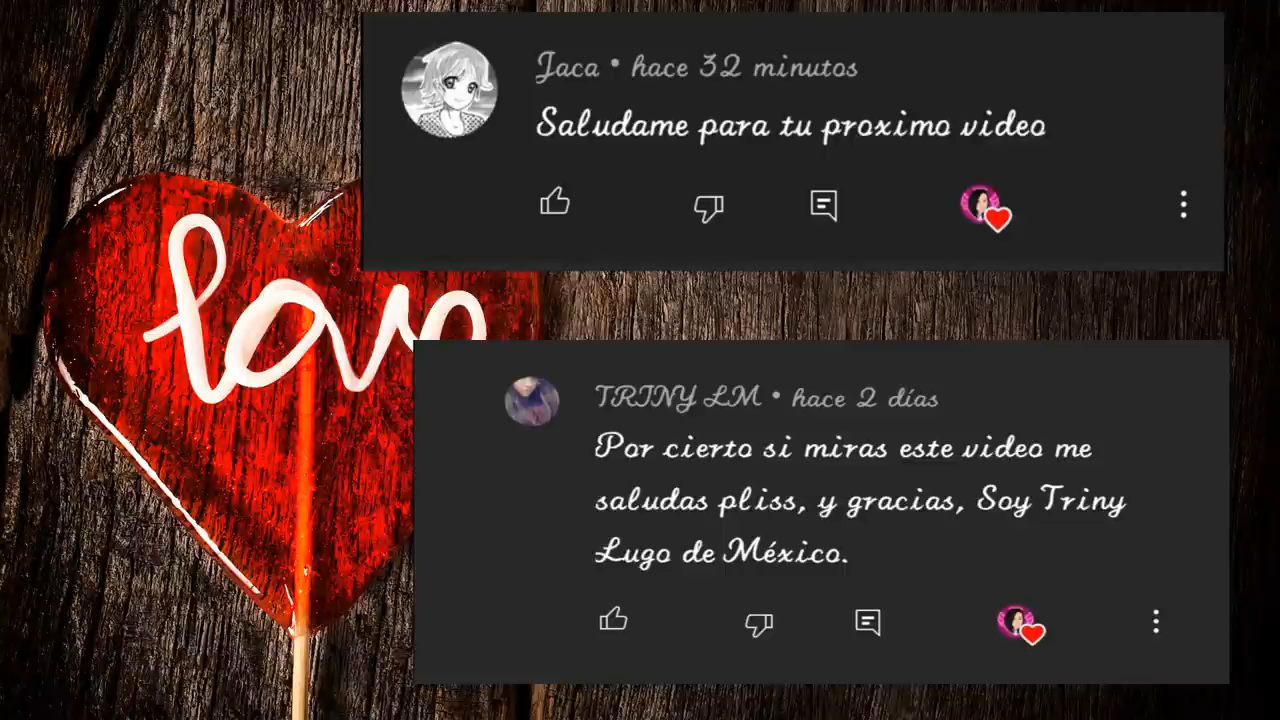 Jaca • hace 32 minutos
Saludame para tu proximo video
love
TRINY LM • hace 2 días
Por cierto si miras este video me
saludas pliss, y gracias, Soy Triny
Lugo de México.